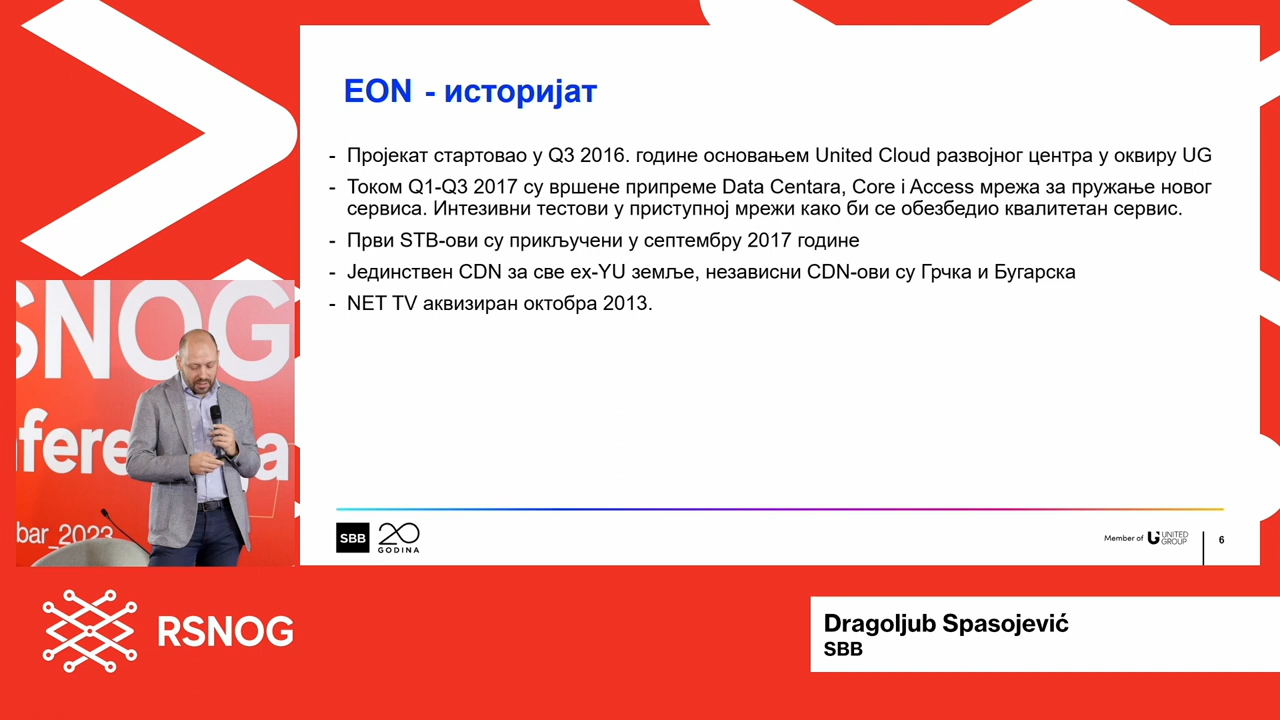 EON - историјат
- Пројекат стартовао у Q3 2016. године основањем United Cloud развојног центра у оквиру UG
- Током Q1-Q3 2017 су вршене припреме Data Centara, Core i Access мрежа за пружање новог
сервиса. Интезивни тестови у приступној мрежи како би се обезбедио квалитетан сервис.
- Први STB-ови су прикључени у септембру 2017 године
- Јединствен CDN за све ex-YU земље, независни CDN-ови су Грчка и Бугарска
- NET TV аквизиран октобра 2013.
SBB 20 GODINA
Member of UNITED GROUP
6
SNOG
nfere a
bar_2023
RSNOG
Dragoljub Spasojević
SBB